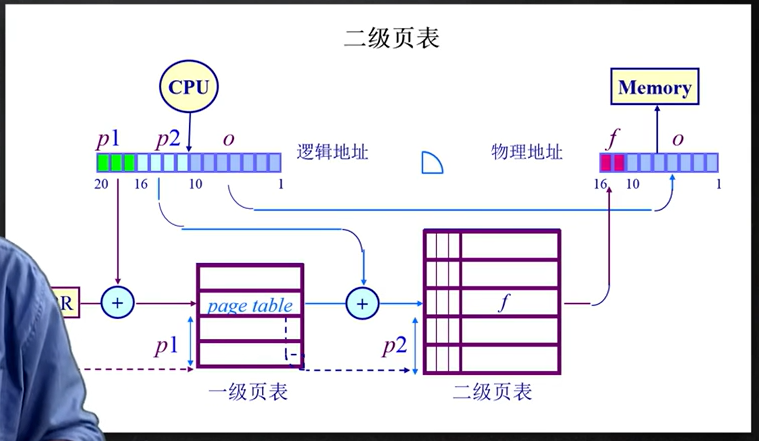 二级页表
CPU
Memory
p1 p2 o
逻辑地址
物理地址
f o
20 16 10 1
16 10 1
+
page table
+
f
p1
p2
一级页表
二级页表